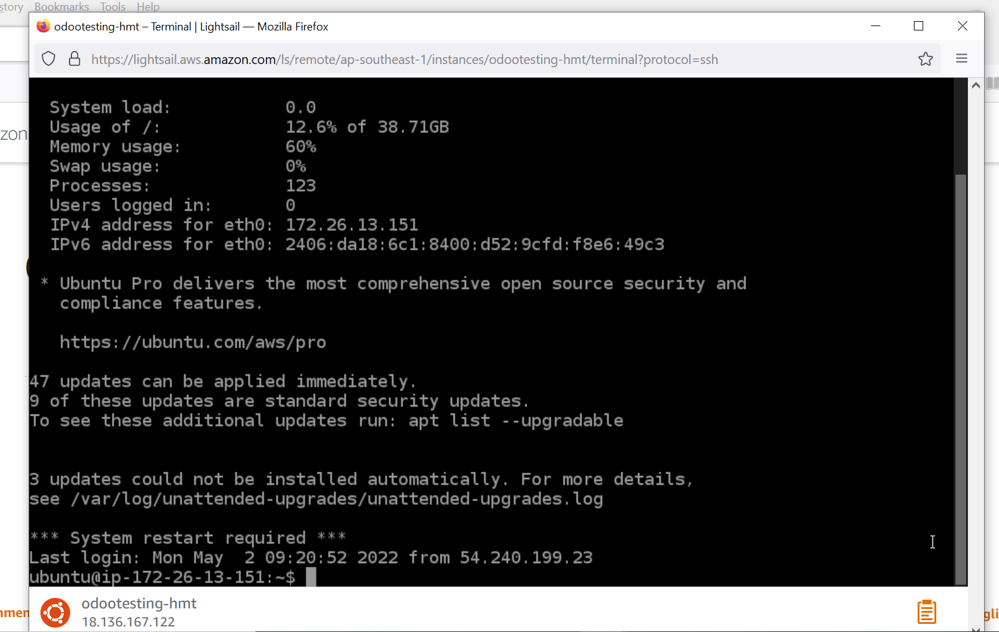 story Bookmarks Tools Help
odootesting-hmt – Terminal | Lightsail — Mozilla Firefox
https://lightsail.aws.amazon.com/ls/remote/ap-southeast-1/instances/odootesting-hmt/terminal?protocol=ssh
zon
System load: 0.0
Usage of /: 12.6% of 38.71GB
Memory usage: 60%
Swap usage: 0%
Processes: 123
Users logged in: 0
IPv4 address for eth0: 172.26.13.151
IPv6 address for eth0: 2406:da18:6c1:8400:d52:9cfd:f8e6:49c3
* Ubuntu Pro delivers the most comprehensive open source security and
compliance features.
https://ubuntu.com/aws/pro
47 updates can be applied immediately.
9 of these updates are standard security updates.
To see these additional updates run: apt list --upgradable
3 updates could not be installed automatically. For more details,
see /var/log/unattended-upgrades/unattended-upgrades.log
*** System restart required ***
Last login: Mon May  2 09:20:52 2022 from 54.240.199.23
ubuntu@ip-172-26-13-151:~$
odootesting-hmt
18.136.167.122
mmen
gli